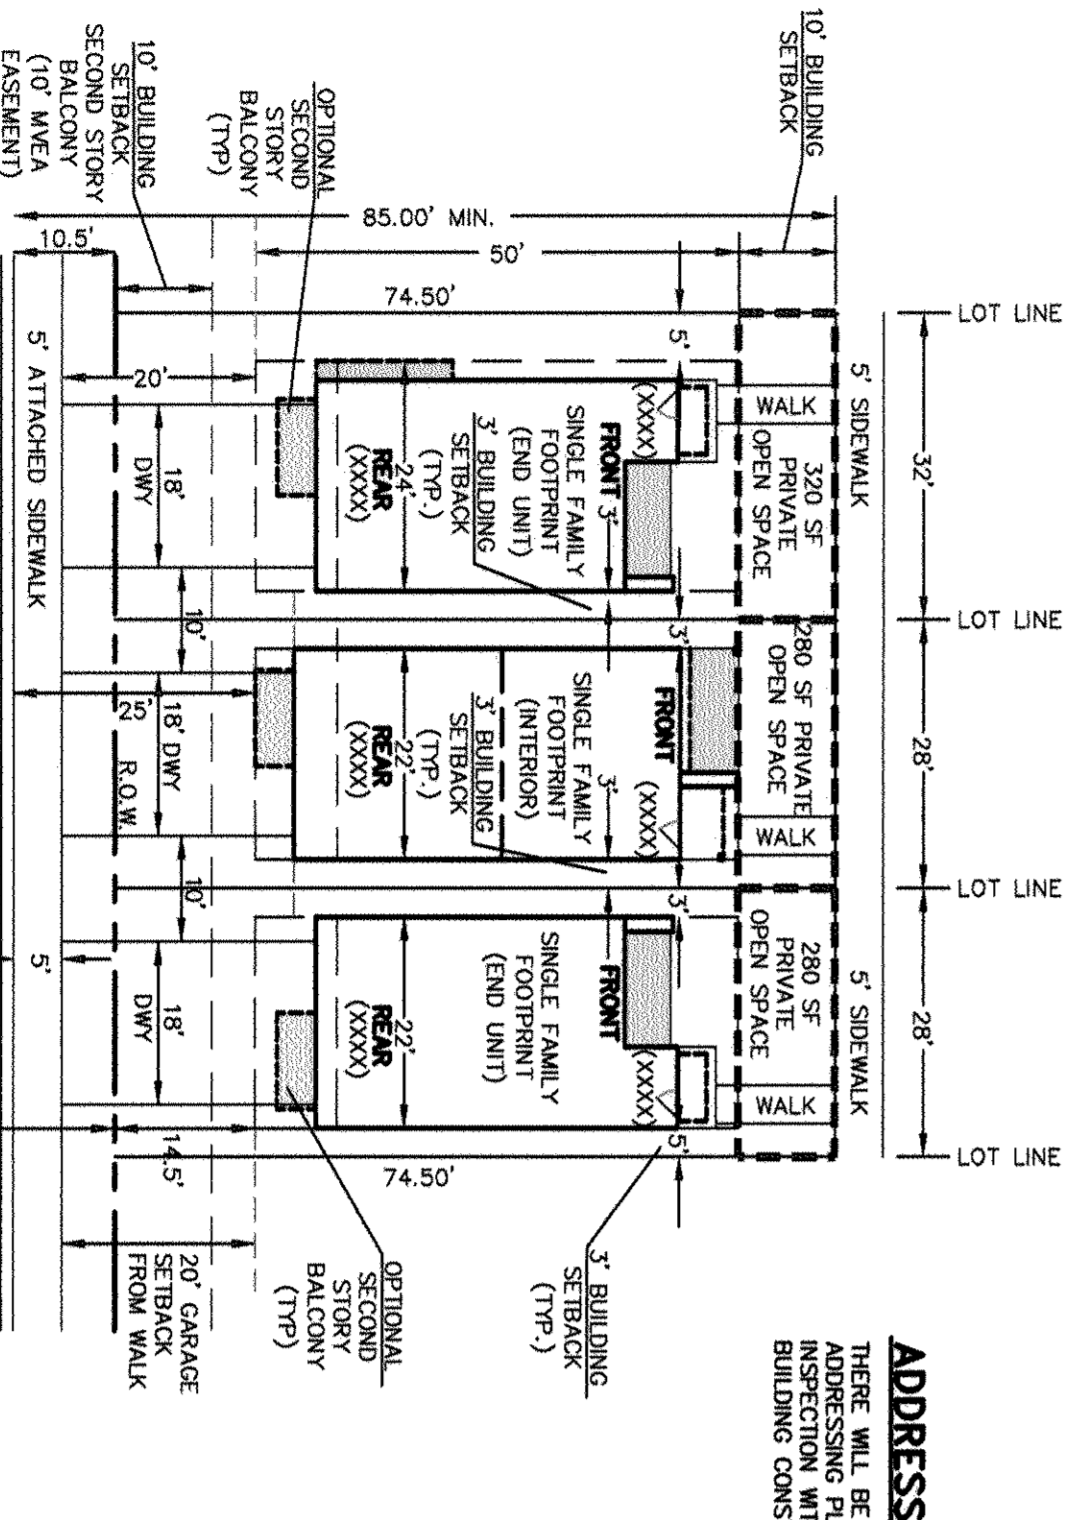 10' BUILDING
SETBACK
85.00' MIN.
50'
10.5'
74.50'
LOT LINE
32'
LOT LINE
28'
LOT LINE
28'
LOT LINE
5' SIDEWALK
5' SIDEWALK
WALK
320 SF
PRIVATE
OPEN SPACE
280 SF PRIVATE
OPEN SPACE
WALK
280 SF
PRIVATE
OPEN SPACE
WALK
5'
3'
3'
5'
(XXXX)
FRONT
3'
SINGLE FAMILY
FOOTPRINT
(END UNIT)
3' BUILDING
SETBACK
(TYP.)
24'
REAR
(XXXX)
FRONT
(XXXX)
3'
SINGLE FAMILY
FOOTPRINT
(INTERIOR)
3' BUILDING
SETBACK
(TYP.)
22'
REAR
(XXXX)
FRONT
(XXXX)
SINGLE FAMILY
FOOTPRINT
(END UNIT)
22'
REAR
(XXXX)
74.50'
3' BUILDING
SETBACK
(TYP.)
OPTIONAL
SECOND
STORY
BALCONY
(TYP)
OPTIONAL
SECOND
STORY
BALCONY
(TYP)
10' BUILDING
SETBACK
SECOND STORY
BALCONY
(10' MVEA
EASEMENT)
20'
18'
DWY
10'
18' DWY
25'
R.O.W.
10'
18'
DWY
14.5'
5'
5' ATTACHED SIDEWALK
20' GARAGE
SETBACK
FROM WALK
ADDRESS
THERE WILL BE
ADDRESSING PL
INSPECTION WIT
BUILDING CONS